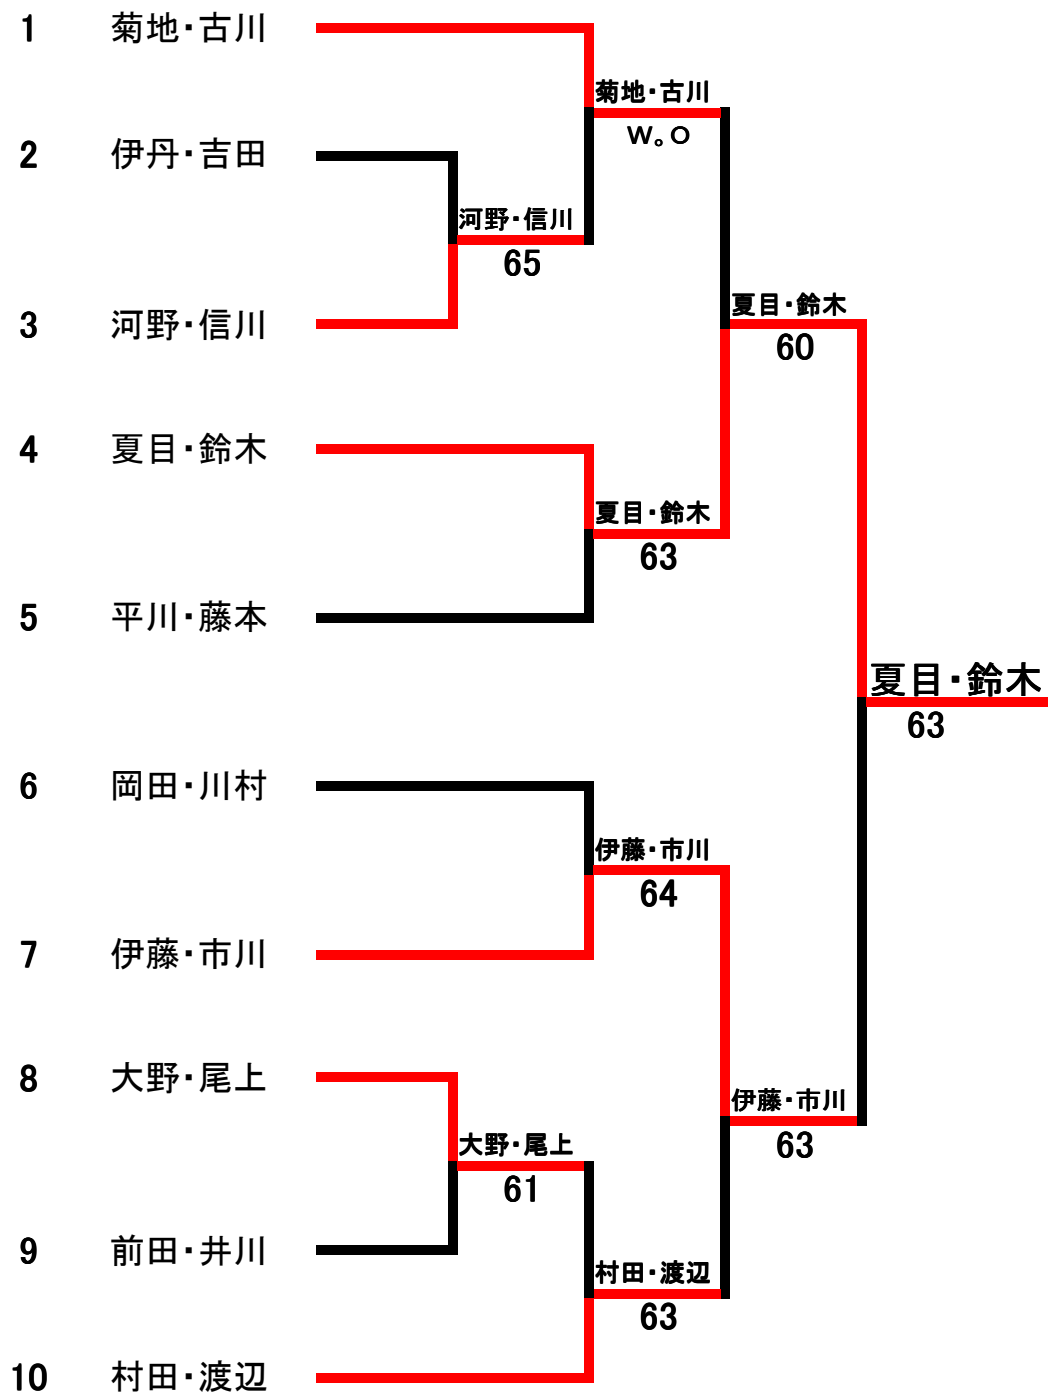 1 菊地・古川
菊地・古川
W。O
2 伊丹・吉田
河野・信川
65
3 河野・信川
夏目・鈴木
60
4 夏目・鈴木
夏目・鈴木
63
5 平川・藤本
夏目・鈴木
63
6 岡田・川村
伊藤・市川
64
7 伊藤・市川
8 大野・尾上
伊藤・市川
63
大野・尾上
61
9 前田・井川
村田・渡辺
63
10 村田・渡辺